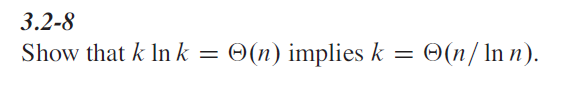 3.2-8
Show that k ln k = Θ(n) implies k = Θ(n/ ln n).